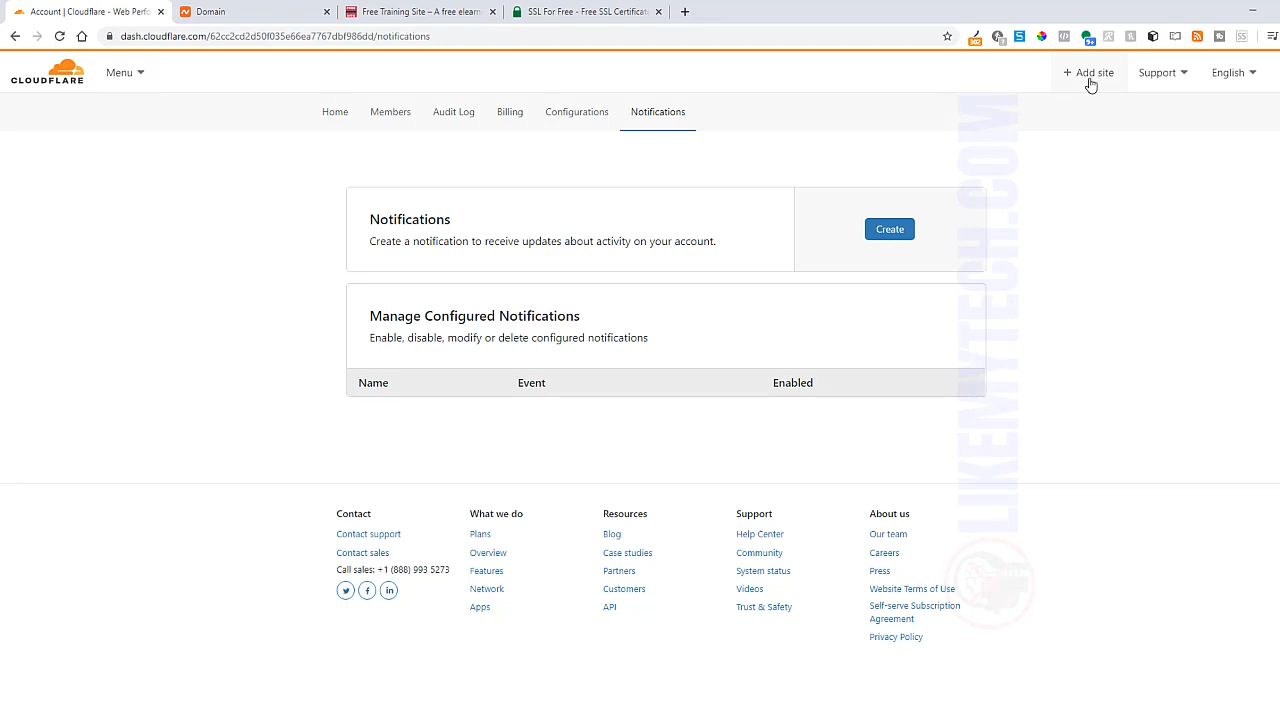 Account | Cloudflare - Web Perfo
Domain
Free Training Site – A free elearn
SSL For Free - Free SSL Certificate
dash.cloudflare.com/62cc2cd2d50f035e66ea7767dbf986dd/notifications
CLOUDFLARE
Menu
+ Add site
Support
English
Home
Members
Audit Log
Billing
Configurations
Notifications
Notifications
Create a notification to receive updates about activity on your account.
Create
Manage Configured Notifications
Enable, disable, modify or delete configured notifications
Name
Event
Enabled
LIKEMYTECH.COM
Contact
Contact support
Contact sales
Call sales: +1 (888) 993 5273
What we do
Plans
Overview
Features
Network
Apps
Resources
Blog
Case studies
Partners
Customers
API
Support
Help Center
Community
System status
Videos
Trust & Safety
About us
Our team
Careers
Press
Website Terms of Use
Self-serve Subscription
Agreement
Privacy Policy